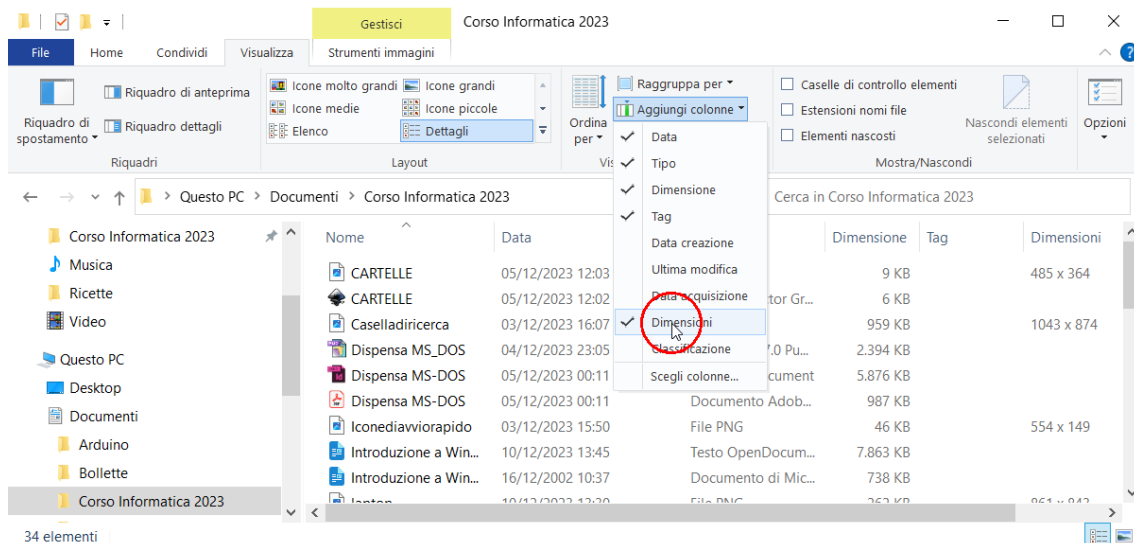 Gestisci Corso Informatica 2023
File Home Condividi Visualizza Strumenti immagini
Riquadro di spostamento
Riquadro di anteprima
Riquadro dettagli
Riquadri
Icone molto grandi Icone grandi
Icone medie Icone piccole
Elenco Dettagli
Layout
Ordina per
Raggruppa per
Aggiungi colonne
Caselle di controllo elementi
Estensioni nomi file
Elementi nascosti
Nascondi elementi selezionati
Opzioni
Mostra/Nascondi
Data
Tipo
Dimensione
Tag
Data creazione
Ultima modifica
Data acquisizione
Dimensioni
Classificazione
Scegli colonne...
Questo PC Documenti Corso Informatica 2023
Cerca in Corso Informatica 2023
Corso Informatica 2023
Musica
Ricette
Video
Questo PC
Desktop
Documenti
Arduino
Bollette
Corso Informatica 2023
Nome Data Dimensione Tag Dimensioni
CARTELLE 05/12/2023 12:03 9 KB 485 x 364
CARTELLE 05/12/2023 12:02 tor Gr... 6 KB
Caselladiricerca 03/12/2023 16:07 959 KB 1043 x 874
Dispensa MS_DOS 04/12/2023 23:05 7.0 Pu... 2.394 KB
Dispensa MS-DOS 05/12/2023 00:11 cument 5.876 KB
Dispensa MS-DOS 05/12/2023 00:11 Documento Adob... 987 KB
Iconediavviorapido 03/12/2023 15:50 File PNG 46 KB 554 x 149
Introduzione a Win... 10/12/2023 13:45 Testo OpenDocum... 7.863 KB
Introduzione a Win... 16/12/2002 10:37 Documento di Mic... 738 KB
34 elementi